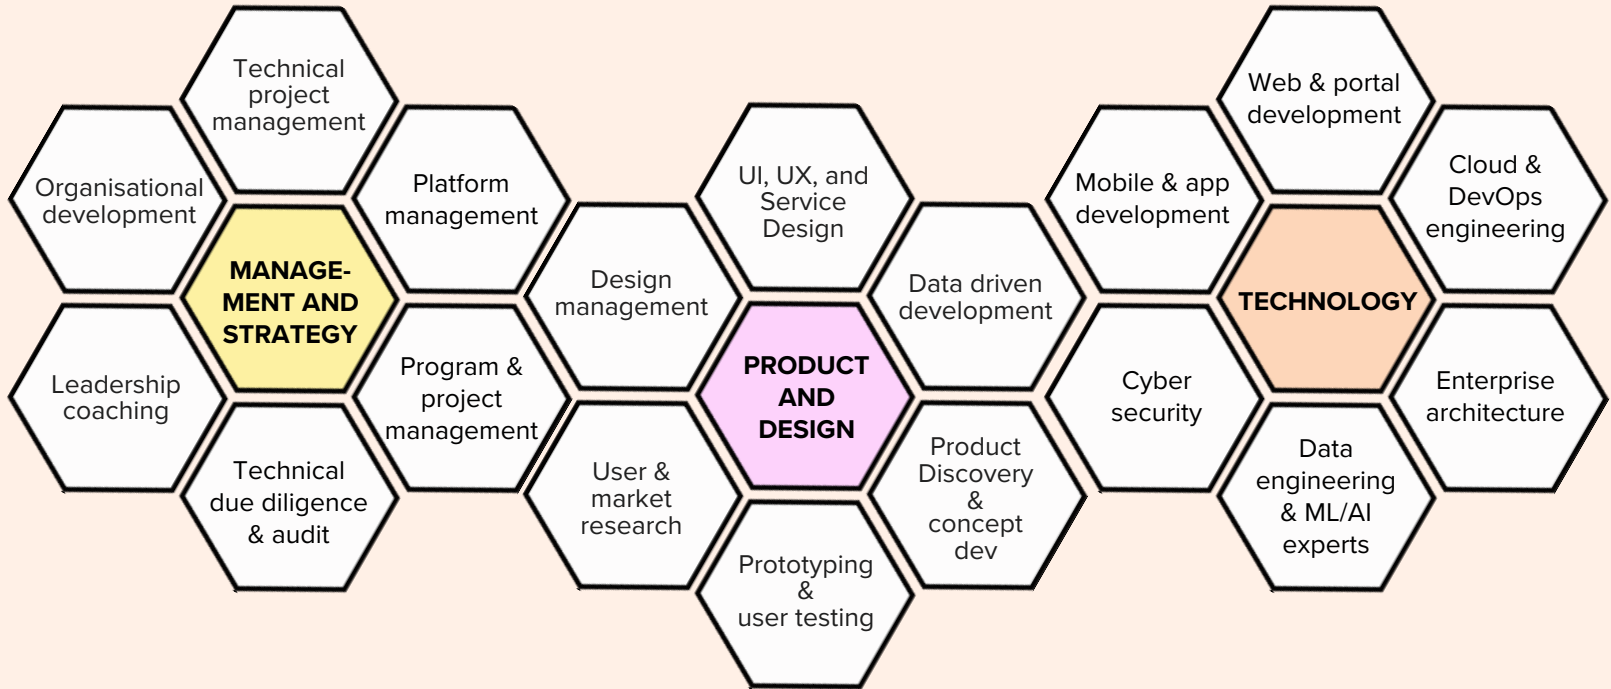 Technical
project
management
Organisational
development
Platform
management
MANAGE-
MENT AND
STRATEGY
Leadership
coaching
Program &
project
management
Technical
due diligence
& audit
Design
management
UI, UX, and
Service
Design
Data driven
development
PRODUCT
AND
DESIGN
User &
market
research
Product
Discovery
&
concept
dev
Prototyping
&
user testing
Web & portal
development
Mobile & app
development
Cloud &
DevOps
engineering
TECHNOLOGY
Cyber
security
Enterprise
architecture
Data
engineering
& ML/AI
experts